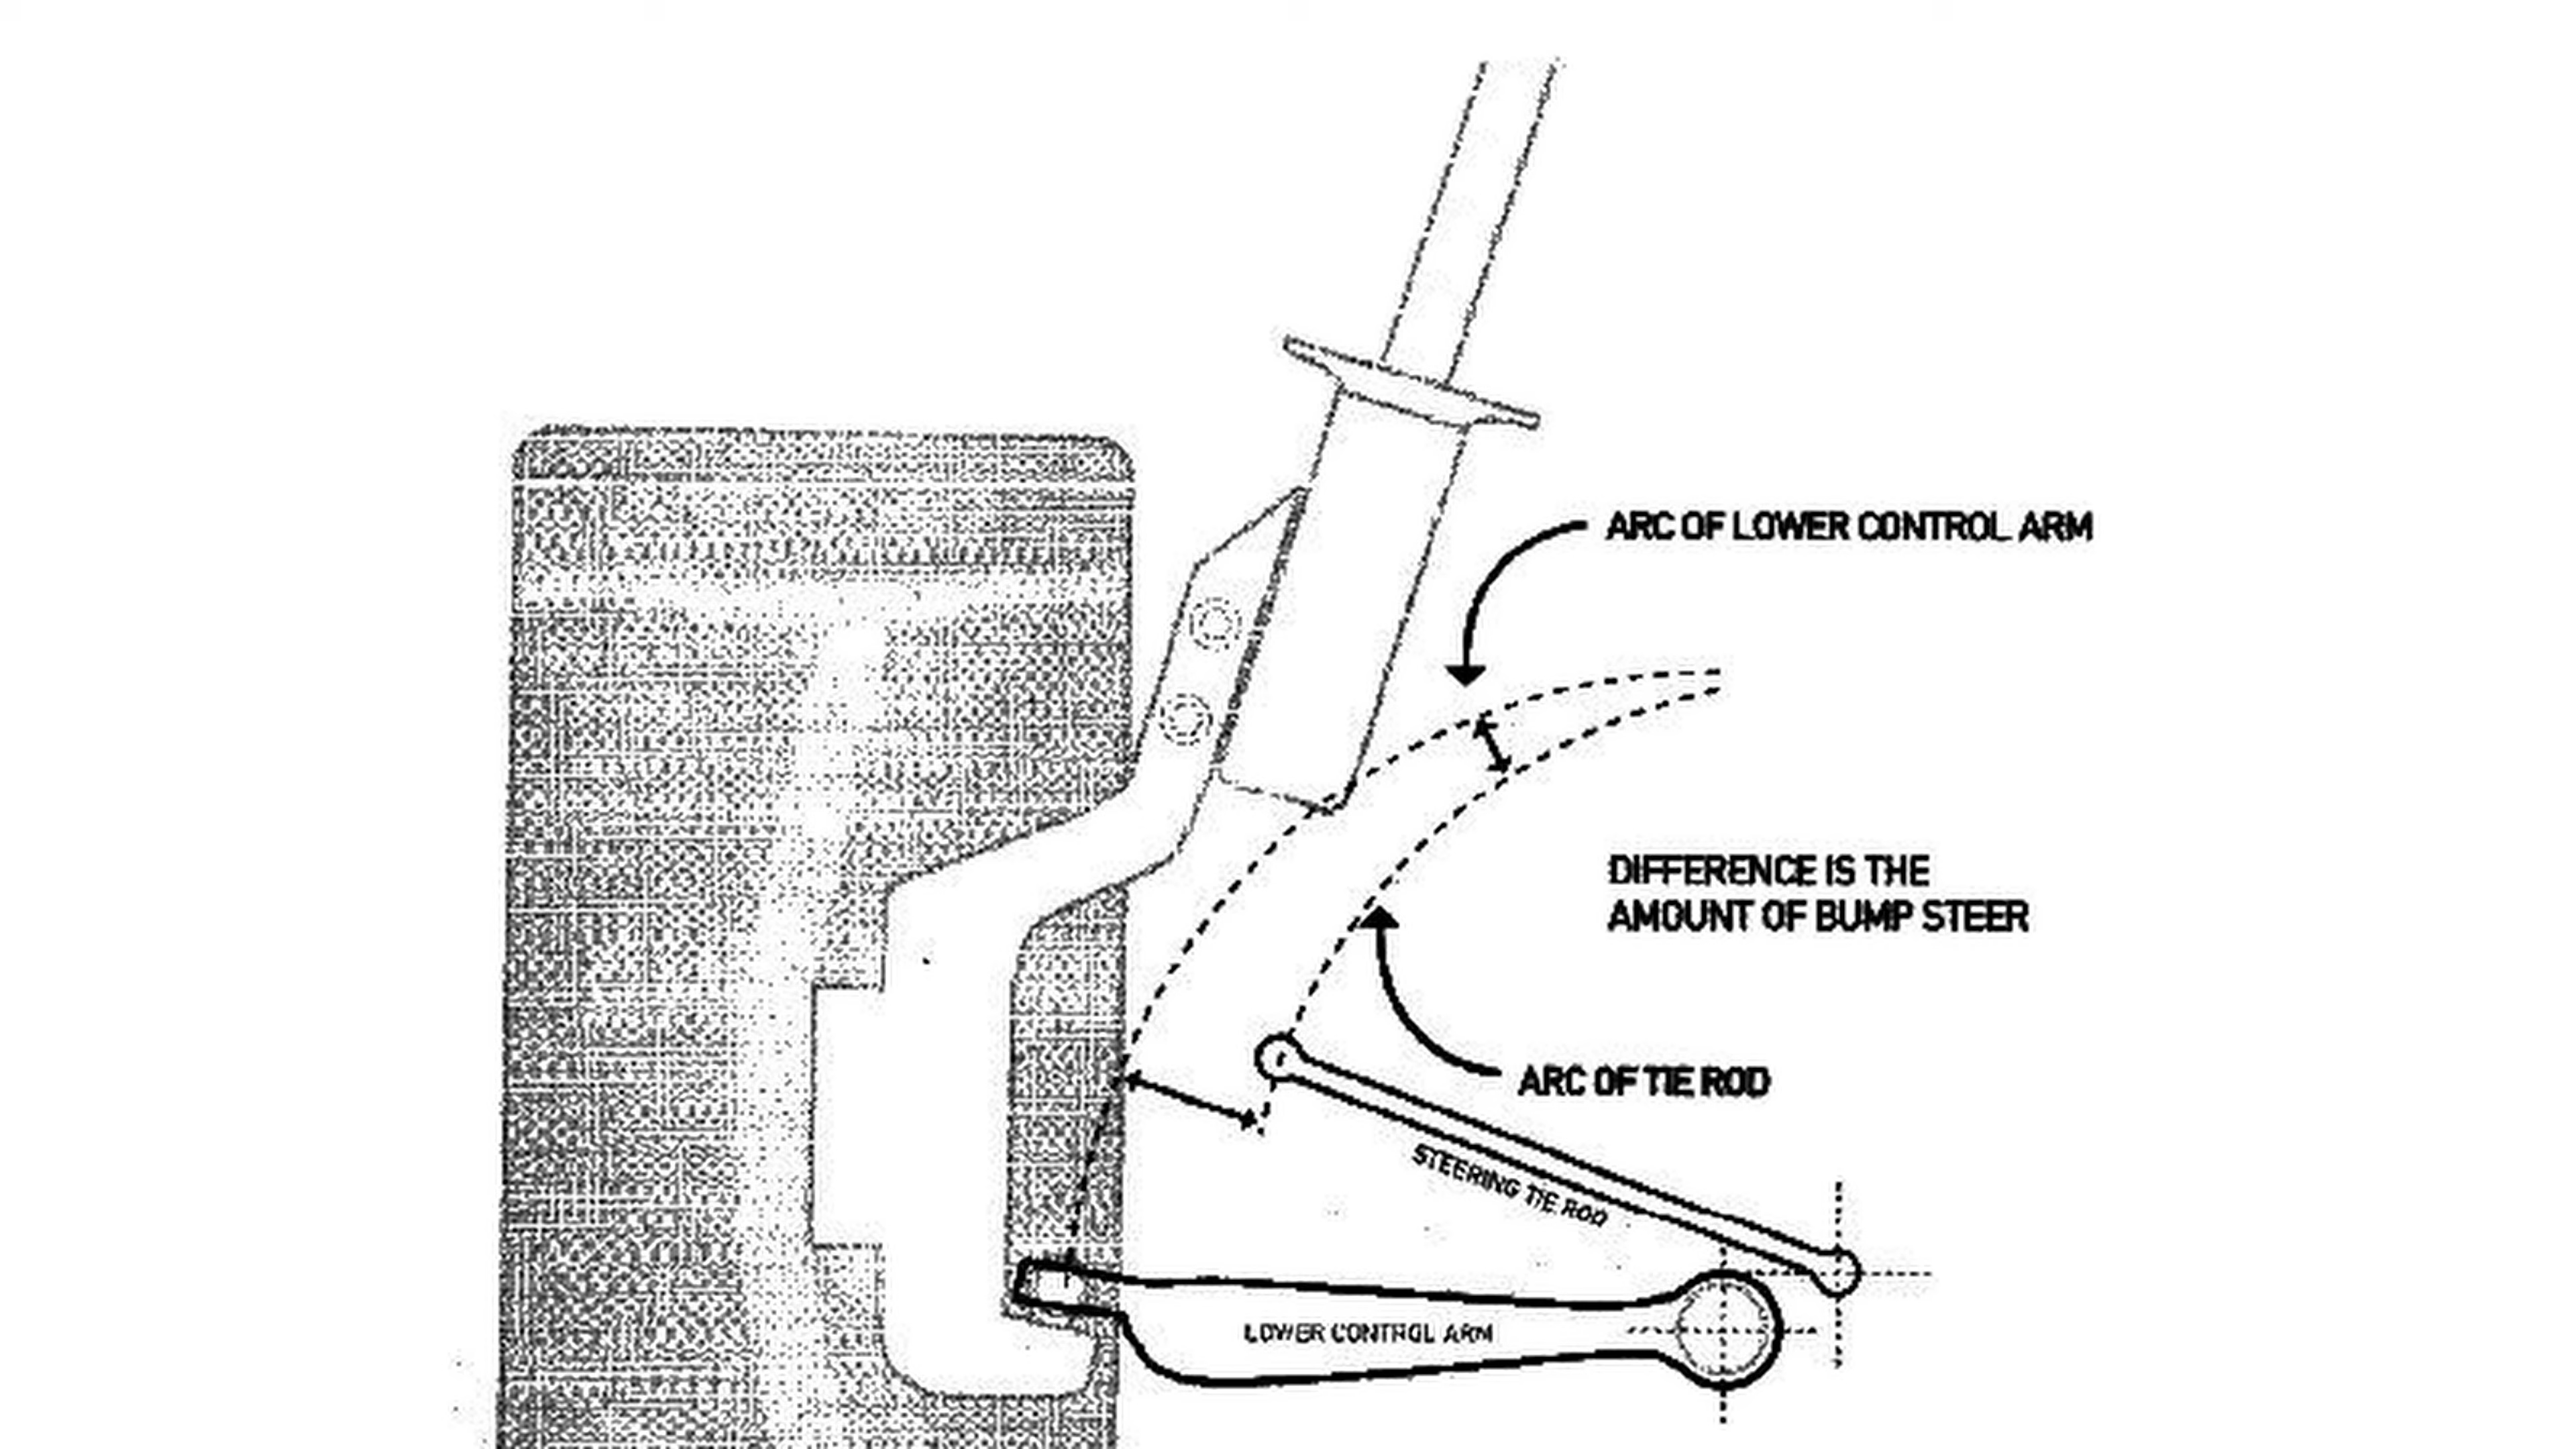 ARC OF LOWER CONTROL ARM
DIFFERENCE IS THE
AMOUNT OF BUMP STEER
ARC OF TIE ROD
STEERING TIE ROD
LOWER CONTROL ARM